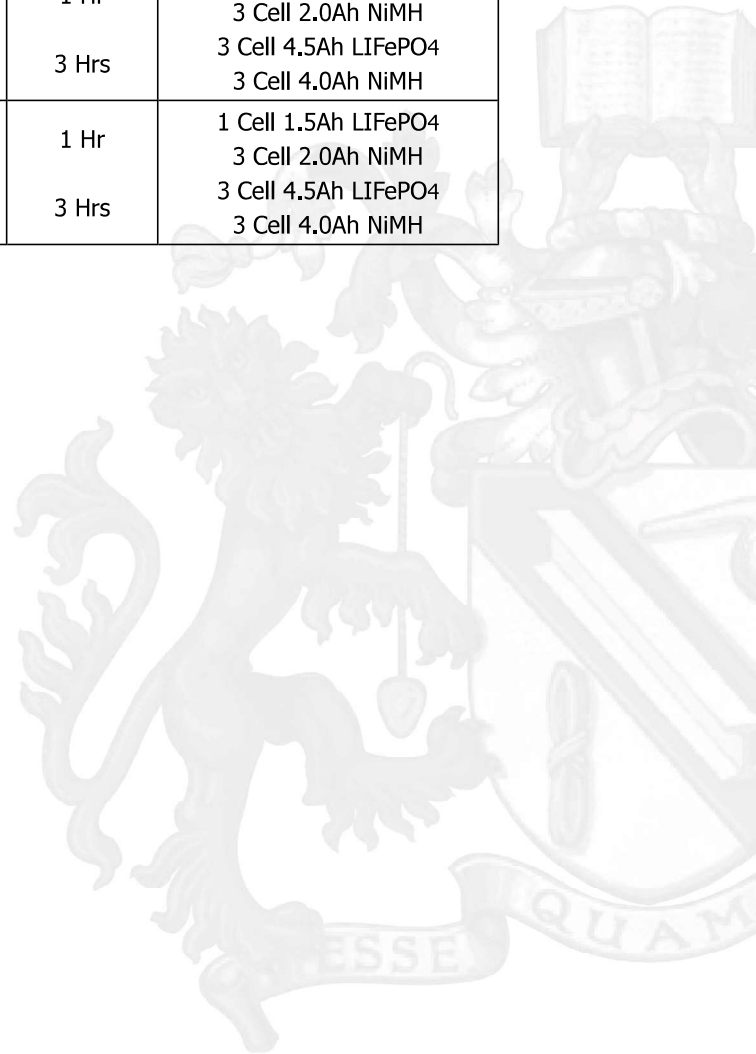 3 Cell 2.0Ah NiMH
3 Hrs
3 Cell 4.5Ah LIFePO4
3 Cell 4.0Ah NiMH
1 Hr
1 Cell 1.5Ah LIFePO4
3 Cell 2.0Ah NiMH
3 Hrs
3 Cell 4.5Ah LIFePO4
3 Cell 4.0Ah NiMH
ESSE
QUAM